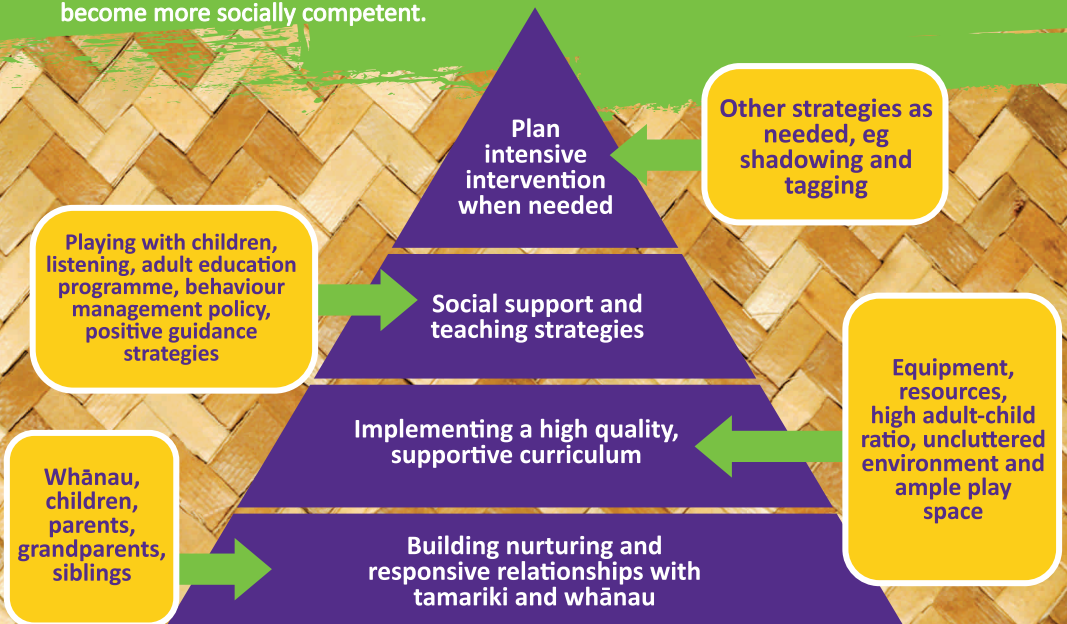 become more socially competent.
Plan
intensive
intervention
when needed
Other strategies as
needed, eg
shadowing and
tagging
Playing with children,
listening, adult education
programme, behaviour
management policy,
positive guidance
strategies
Social support and
teaching strategies
Implementing a high quality,
supportive curriculum
Equipment,
resources,
high adult-child
ratio, uncluttered
environment and
ample play
space
Whānau,
children,
parents,
grandparents,
siblings
Building nurturing and
responsive relationships with
tamariki and whānau